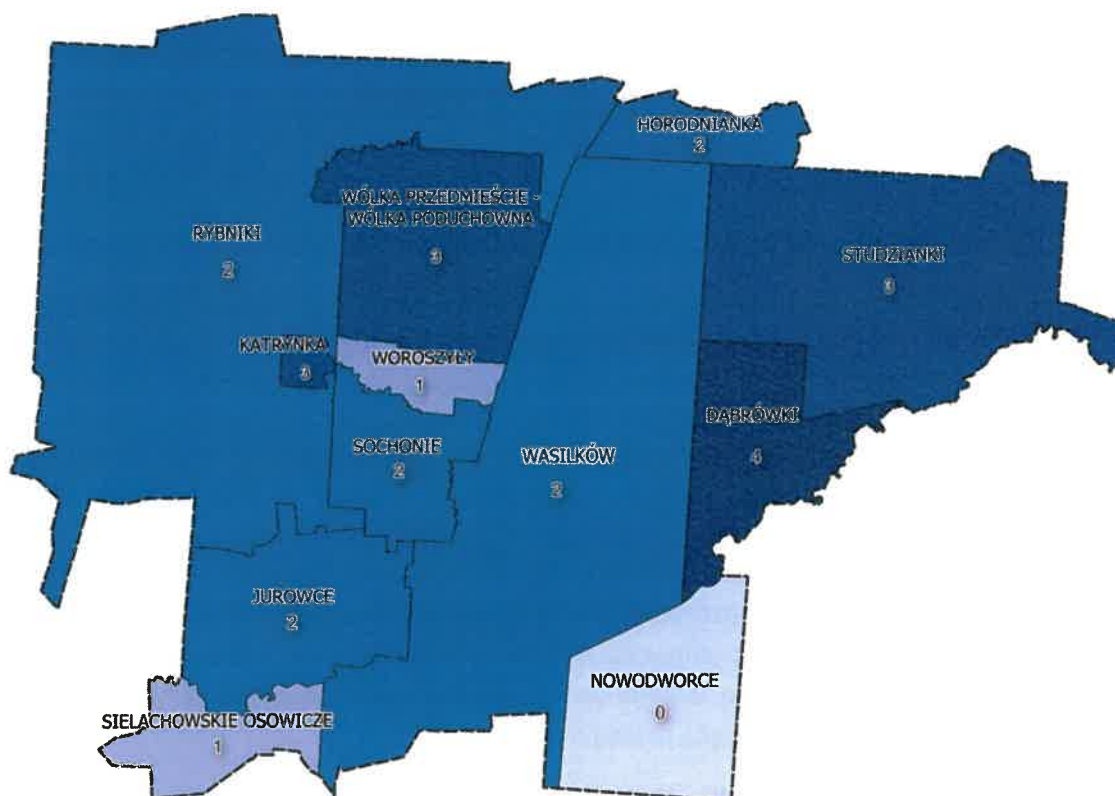 HORODNIANKA
2
WÓLKA PRZEDMIEŚCIE -
WÓLKA PODUCHOWNA
3
RYBNIKI
2
STUDZIANKI
3
KATRYNKA
3
WOROSZYŁY
1
DĄBRÓWKI
4
SOCHONIE
2
WASILKÓW
2
JUROWCE
2
NOWODWORCE
0
SIELACHOWSKIE OSOWICZE
1